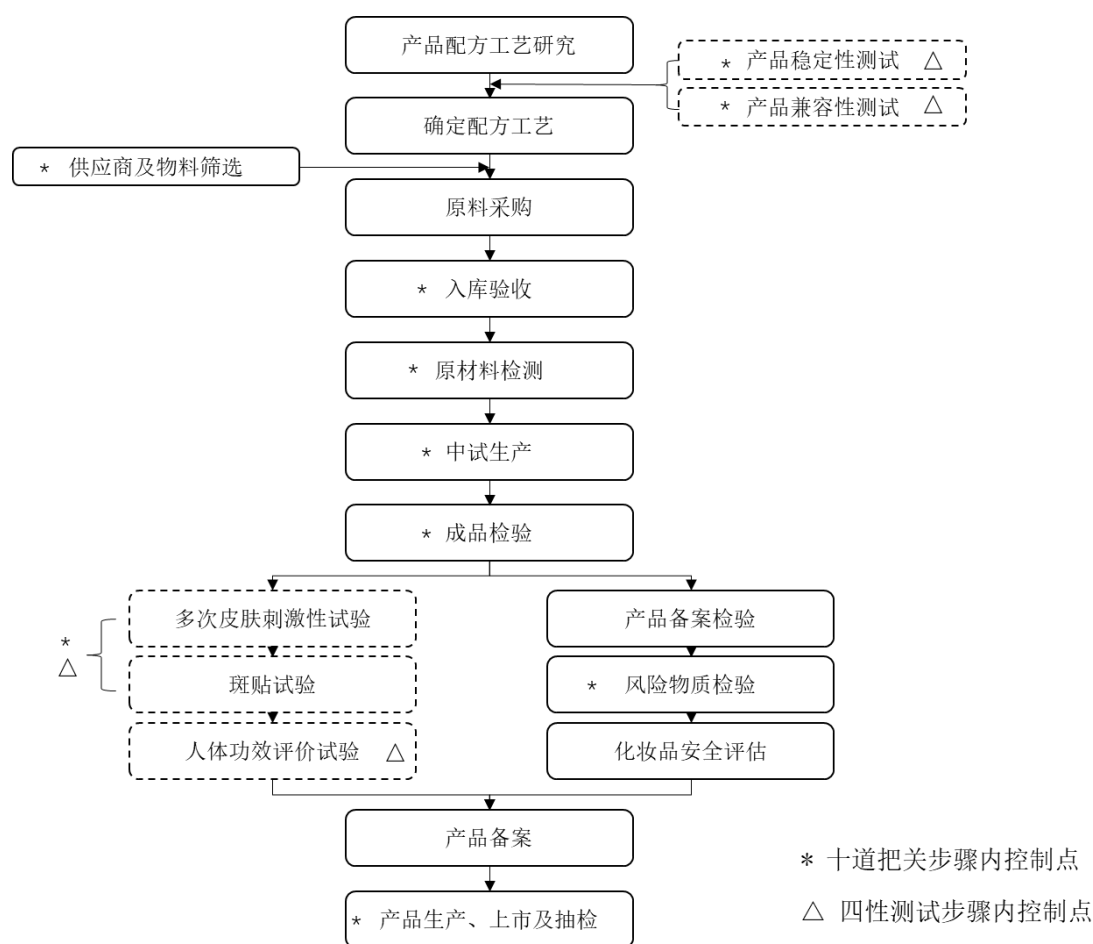 产品配方工艺研究
* 产品稳定性测试 △
* 产品兼容性测试 △
确定配方工艺
* 供应商及物料筛选
原料采购
* 入库验收
* 原材料检测
* 中试生产
* 成品检验
多次皮肤刺激性试验
产品备案检验
*
△
斑贴试验
* 风险物质检验
人体功效评价试验 △
化妆品安全评估
产品备案
* 十道把关步骤内控制点
* 产品生产、上市及抽检
△ 四性测试步骤内控制点